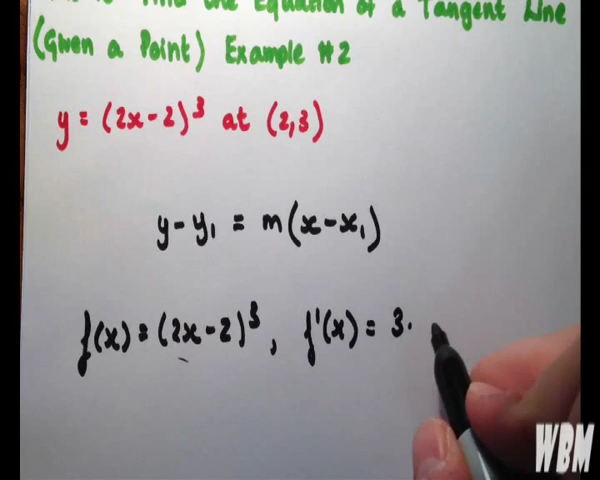 Find the Equation of a Tangent Line
(Given a Point) Example #2
y = (2x-2)³ at (2,3)
y-y₁ = m(x-x₁)
f(x) = (2x-2)³, f'(x) = 3·
WBM